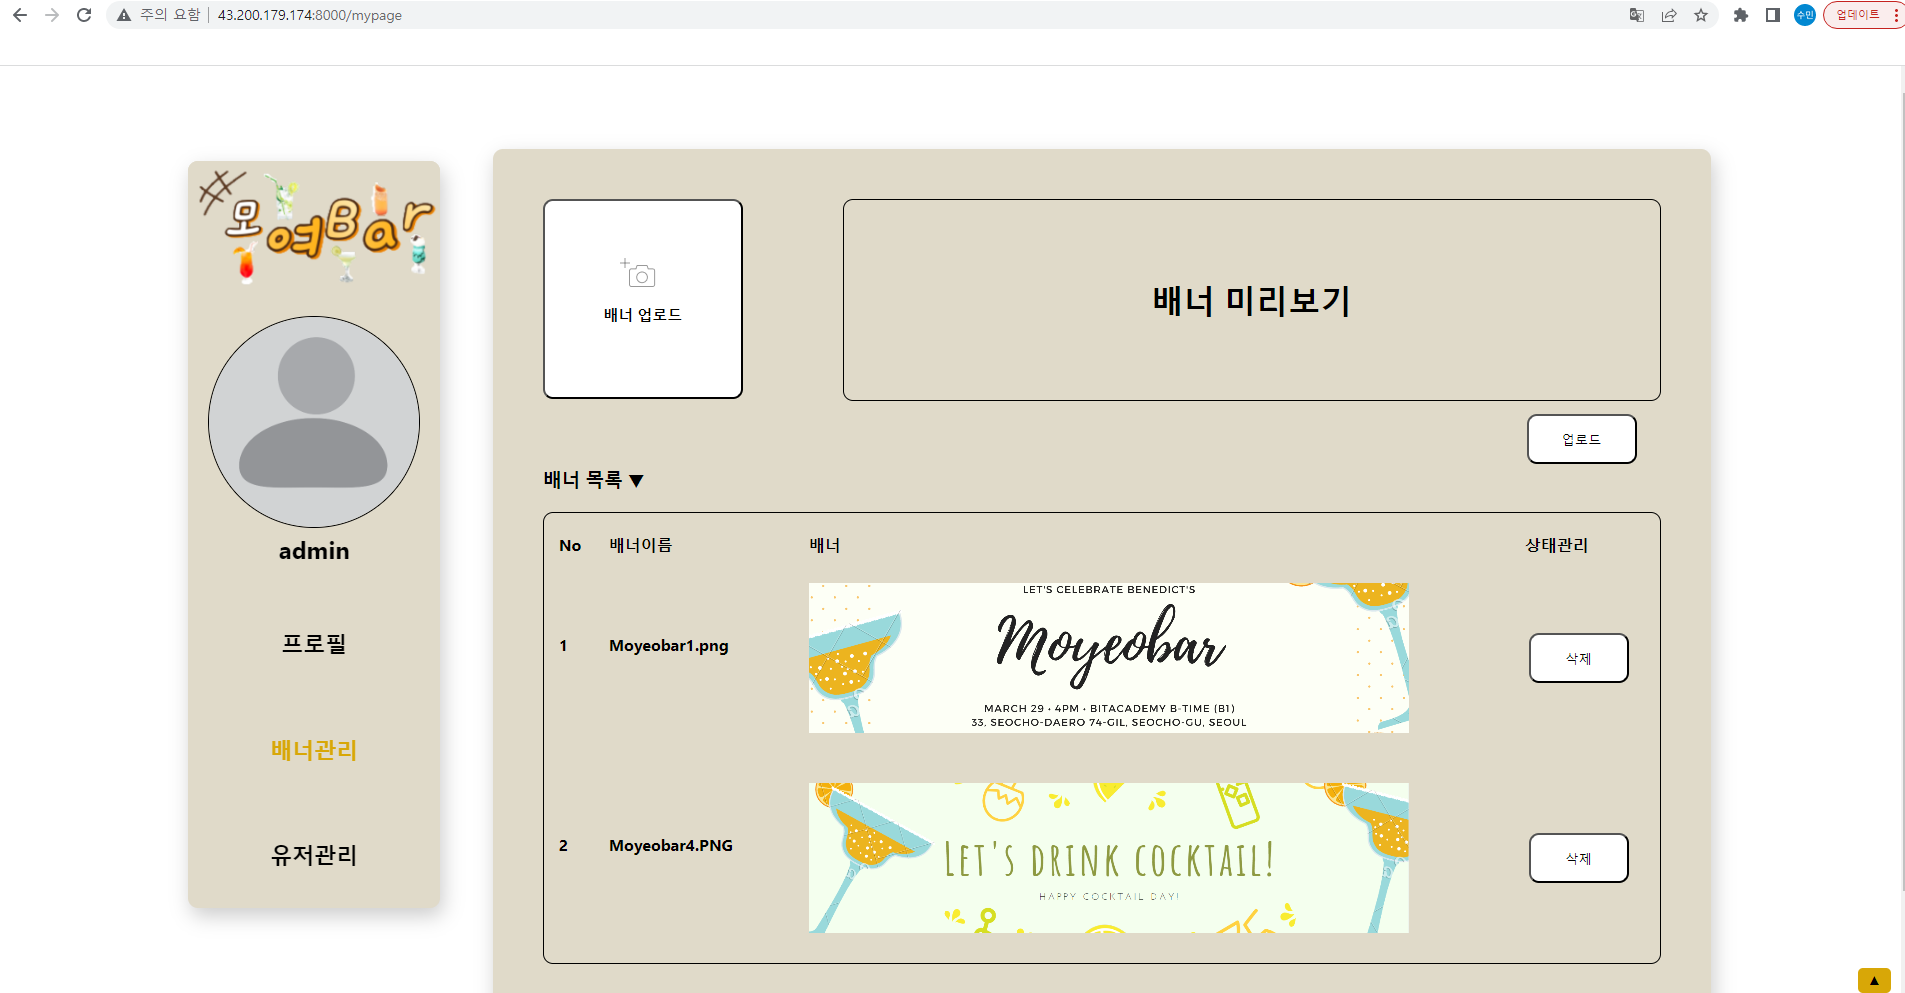 주의 요함
43.200.179.174:8000/mypage
수민
업데이트
모여Bar
admin
프로필
배너관리
유저관리
배너 업로드
배너 미리보기
업로드
배너 목록 ▼
No 배너이름 배너 상태관리
LET'S CELEBRATE BENEDICT'S
Moyeobar
1 Moyeobar1.png
삭제
MARCH 29 • 4PM • BITACADEMY B-TIME (B1)
33, SEOCHO-DAERO 74-GIL, SEOCHO-GU, SEOUL
2 Moyeobar4.PNG
LET'S DRINK COCKTAIL!
삭제
HAPPY COCKTAIL DAY!
▲